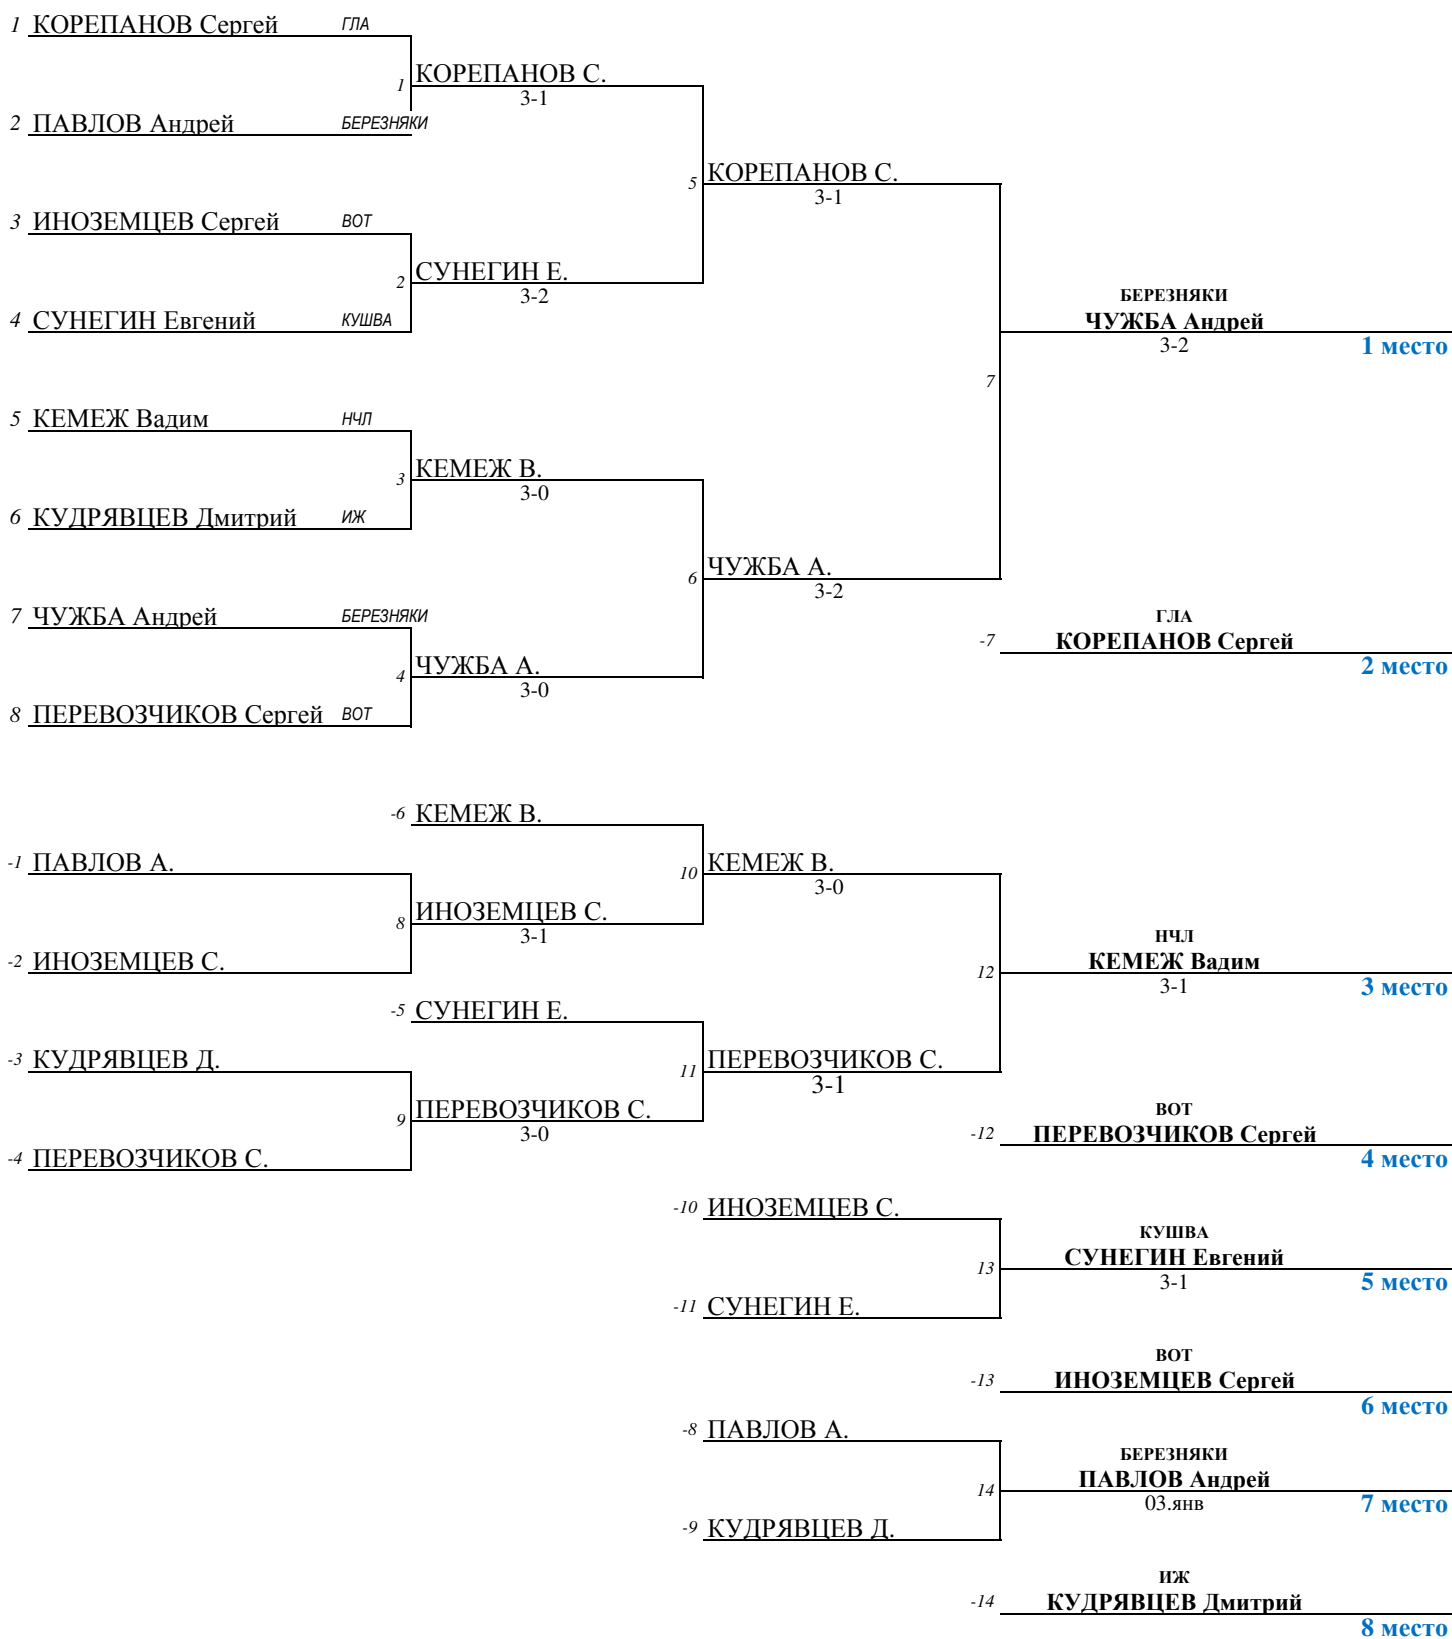 1 КОРЕПАНОВ Сергей ГЛА
1 КОРЕПАНОВ С.
3-1
2 ПАВЛОВ Андрей БЕРЕЗНЯКИ
5 КОРЕПАНОВ С.
3-1
3 ИНОЗЕМЦЕВ Сергей ВОТ
2 СУНЕГИН Е.
3-2
БЕРЕЗНЯКИ
4 СУНЕГИН Евгений КУШВА
ЧУЖБА Андрей
3-2 1 место
7
5 КЕМЕЖ Вадим НЧЛ
3 КЕМЕЖ В.
3-0
6 КУДРЯВЦЕВ Дмитрий ИЖ
6 ЧУЖБА А.
3-2
7 ЧУЖБА Андрей БЕРЕЗНЯКИ
ГЛА
-7 КОРЕПАНОВ Сергей
2 место
4 ЧУЖБА А.
3-0
8 ПЕРЕВОЗЧИКОВ Сергей ВОТ
-6 КЕМЕЖ В.
-1 ПАВЛОВ А.
10 КЕМЕЖ В.
3-0
8 ИНОЗЕМЦЕВ С.
3-1
НЧЛ
-2 ИНОЗЕМЦЕВ С.
12 КЕМЕЖ Вадим
3-1 3 место
-5 СУНЕГИН Е.
-3 КУДРЯВЦЕВ Д.
11 ПЕРЕВОЗЧИКОВ С.
3-1
9 ПЕРЕВОЗЧИКОВ С.
3-0
ВОТ
-12 ПЕРЕВОЗЧИКОВ Сергей
4 место
-4 ПЕРЕВОЗЧИКОВ С.
-10 ИНОЗЕМЦЕВ С.
КУШВА
13 СУНЕГИН Евгений
3-1 5 место
-11 СУНЕГИН Е.
ВОТ
-13 ИНОЗЕМЦЕВ Сергей
6 место
-8 ПАВЛОВ А.
БЕРЕЗНЯКИ
14 ПАВЛОВ Андрей
03.янв 7 место
-9 КУДРЯВЦЕВ Д.
ИЖ
-14 КУДРЯВЦЕВ Дмитрий
8 место